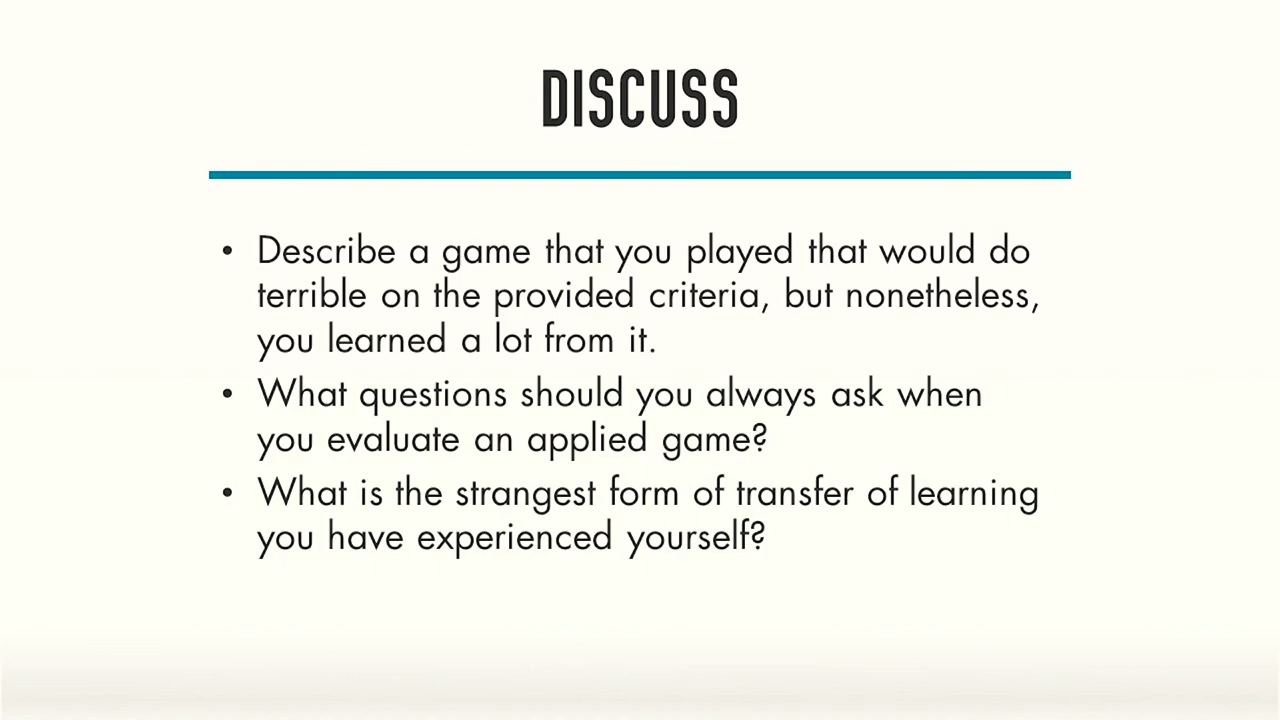 DISCUSS
• Describe a game that you played that would do
terrible on the provided criteria, but nonetheless,
you learned a lot from it.
• What questions should you always ask when
you evaluate an applied game?
• What is the strangest form of transfer of learning
you have experienced yourself?